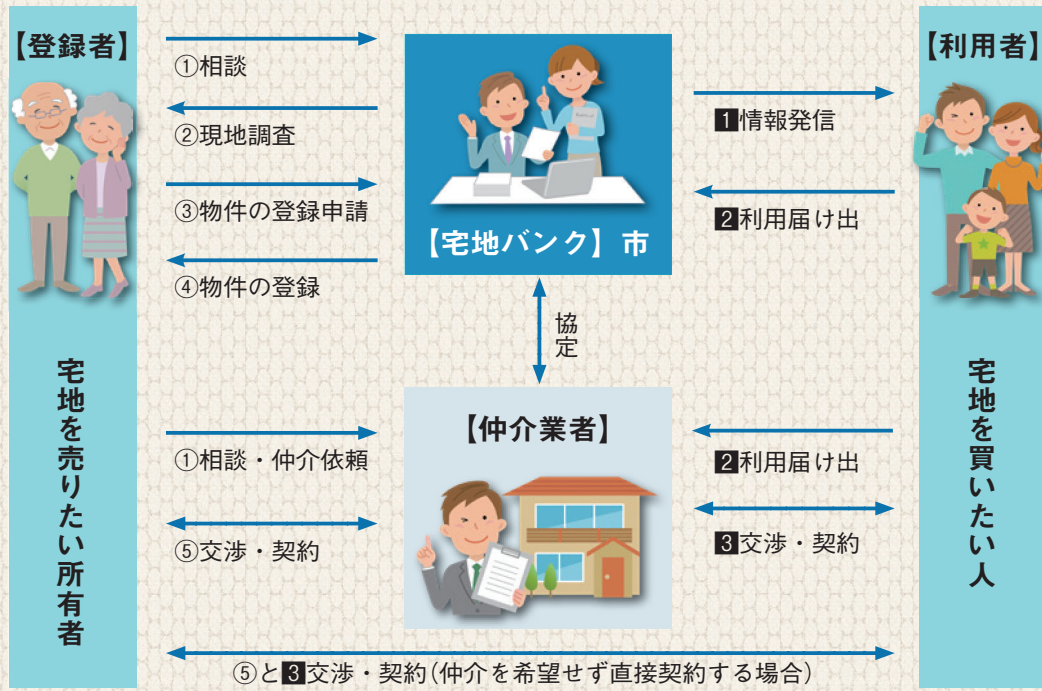 【登録者】
宅地を売りたい所有者
①相談
②現地調査
③物件の登録申請
④物件の登録
【宅地バンク】市
1情報発信
2利用届け出
【利用者】
宅地を買いたい人
協定
【仲介業者】
①相談・仲介依頼
⑤交渉・契約
2利用届け出
3交渉・契約
⑤と3交渉・契約(仲介を希望せず直接契約する場合)